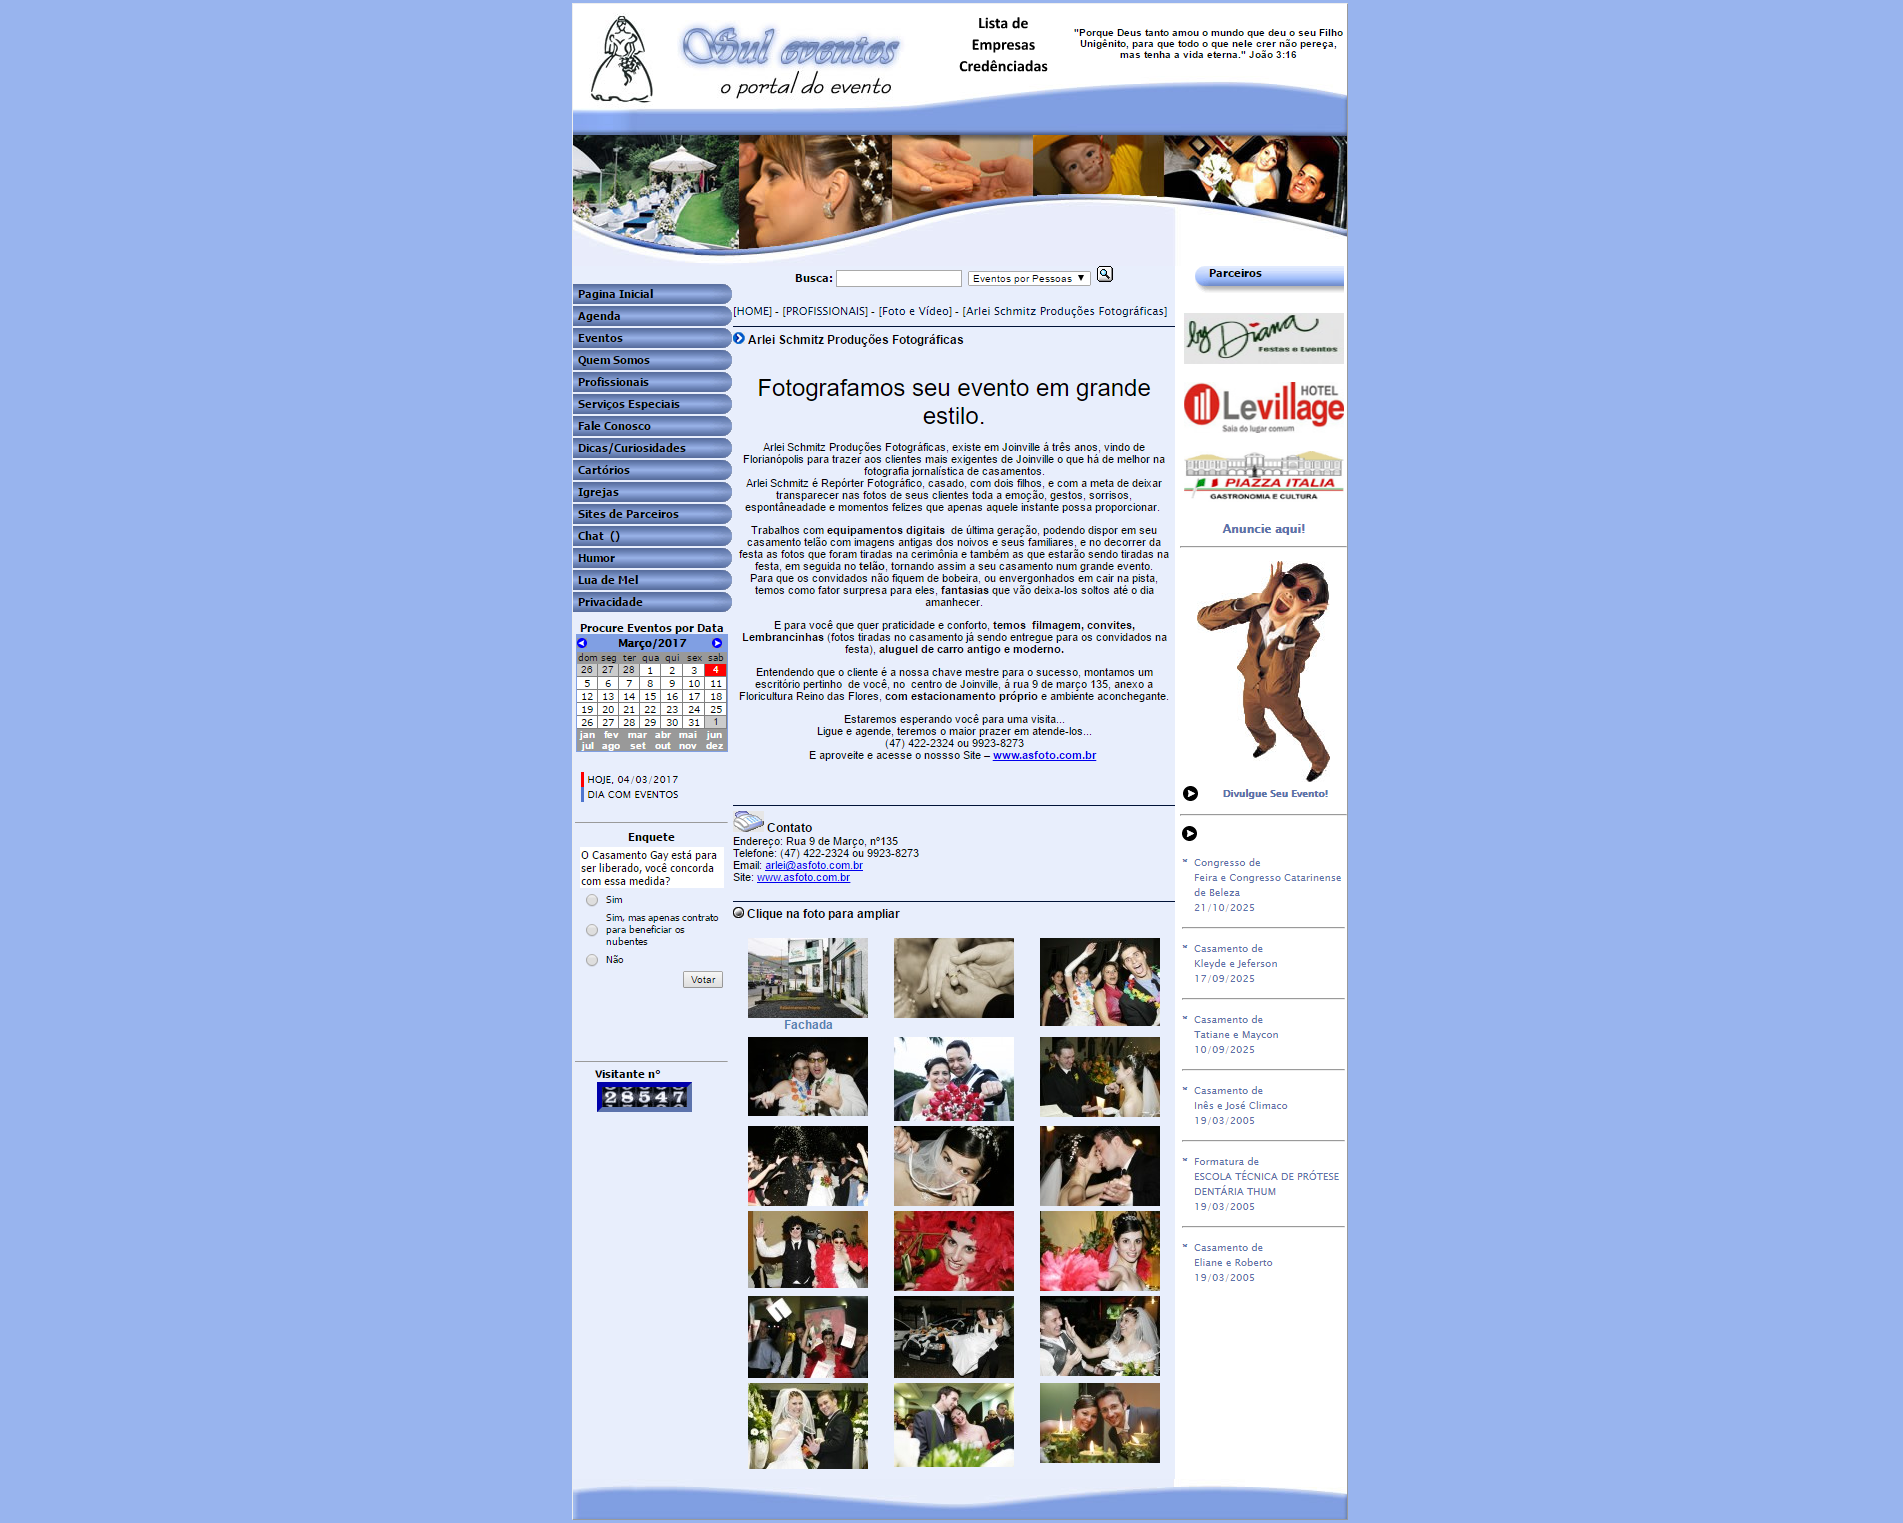 Sul eventos
o portal do evento
Lista de
Empresas
Credênciadas
"Porque Deus tanto amou o mundo que deu o seu Filho
Unigênito, para que todo o que nele crer não pereça,
mas tenha a vida eterna." João 3:16
Busca:
Eventos por Pessoas
Pagina Inicial
Agenda
Eventos
Quem Somos
Profissionais
Serviços Especiais
Fale Conosco
Dicas/Curiosidades
Cartórios
Igrejas
Sites de Parceiros
Chat ()
Humor
Lua de Mel
Privacidade
Procure Eventos por Data
Março/2017
dom seg ter qua qui sex sab
26 27 28 1 2 3 4
5 6 7 8 9 10 11
12 13 14 15 16 17 18
19 20 21 22 23 24 25
26 27 28 29 30 31 1
jan fev mar abr mai jun
jul ago set out nov dez
HOJE, 04/03/2017
DIA COM EVENTOS
Enquete
O Casamento Gay está para
ser liberado, você concorda
com essa medida?
Sim
Sim, mas apenas contrato
para beneficiar os
nubentes
Não
Votar
Visitante n°
28547
[HOME] - [PROFISSIONAIS] - [Foto e Vídeo] - [Arlei Schmitz Produções Fotográficas]
Arlei Schmitz Produções Fotográficas
Fotografamos seu evento em grande
estilo.
Arlei Schmitz Produções Fotográficas, existe em Joinville á três anos, vindo de
Florianópolis para trazer aos clientes mais exigentes de Joinville o que há de melhor na
fotografia jornalística de casamentos.
Arlei Schmitz é Repórter Fotográfico, casado, com dois filhos, e com a meta de deixar
transparecer nas fotos de seus clientes toda a emoção, gestos, sorrisos,
espontâneadade e momentos felizes que apenas aquele instante possa proporcionar.
Trabalhos com equipamentos digitais de última geração, podendo dispor em seu
casamento telão com imagens antigas dos noivos e seus familiares, e no decorrer da
festa as fotos que foram tiradas na cerimônia e também as que estarão sendo tiradas na
festa, em seguida no telão, tornando assim a seu casamento num grande evento.
Para que os convidados não fiquem de bobeira, ou envergonhados em cair na pista,
temos como fator surpresa para eles, fantasias que vão deixa-los soltos até o dia
amanhecer.
E para você que quer praticidade e conforto, temos filmagem, convites,
Lembrancinhas (fotos tiradas no casamento já sendo entregue para os convidados na
festa), aluguel de carro antigo e moderno.
Entendendo que o cliente é a nossa chave mestre para o sucesso, montamos um
escritório pertinho de você, no centro de Joinville, á rua 9 de março 135, anexo a
Floricultura Reino das Flores, com estacionamento próprio e ambiente aconchegante.
Estaremos esperando você para uma visita...
Ligue e agende, teremos o maior prazer em atende-los...
(47) 422-2324 ou 9923-8273
E aproveite e acesse o nossso Site – www.asfoto.com.br
Contato
Endereço: Rua 9 de Março, nº135
Telefone: (47) 422-2324 ou 9923-8273
Email: arlei@asfoto.com.br
Site: www.asfoto.com.br
Clique na foto para ampliar
Fachada
Parceiros
by Diana
Festas e Eventos
Levillage HOTEL
Saia do lugar comum
PIAZZA ITALIA
GASTRONOMIA E CULTURA
Anuncie aqui!
Divulgue Seu Evento!
Congresso de
Feira e Congresso Catarinense
de Beleza
21/10/2025
Casamento de
Kleyde e Jeferson
17/09/2025
Casamento de
Tatiane e Maycon
10/09/2025
Casamento de
Inês e José Climaco
19/03/2005
Formatura de
ESCOLA TÉCNICA DE PRÓTESE
DENTÁRIA THUM
19/03/2005
Casamento de
Eliane e Roberto
19/03/2005